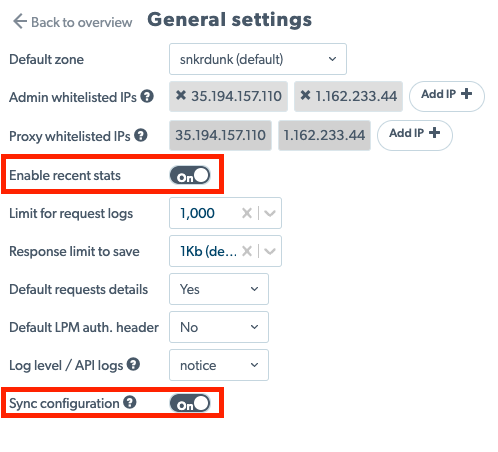 Back to overview General settings
Default zone snkrdunk (default)
Admin whitelisted IPs ? ✖ 35.194.157.110 ✖ 1.162.233.44 Add IP +
Proxy whitelisted IPs ? 35.194.157.110 1.162.233.44 Add IP +
Enable recent stats On
Limit for request logs 1,000
Response limit to save 1Kb (de...
Default requests details Yes
Default LPM auth. header No
Log level / API logs ? notice
Sync configuration ? On